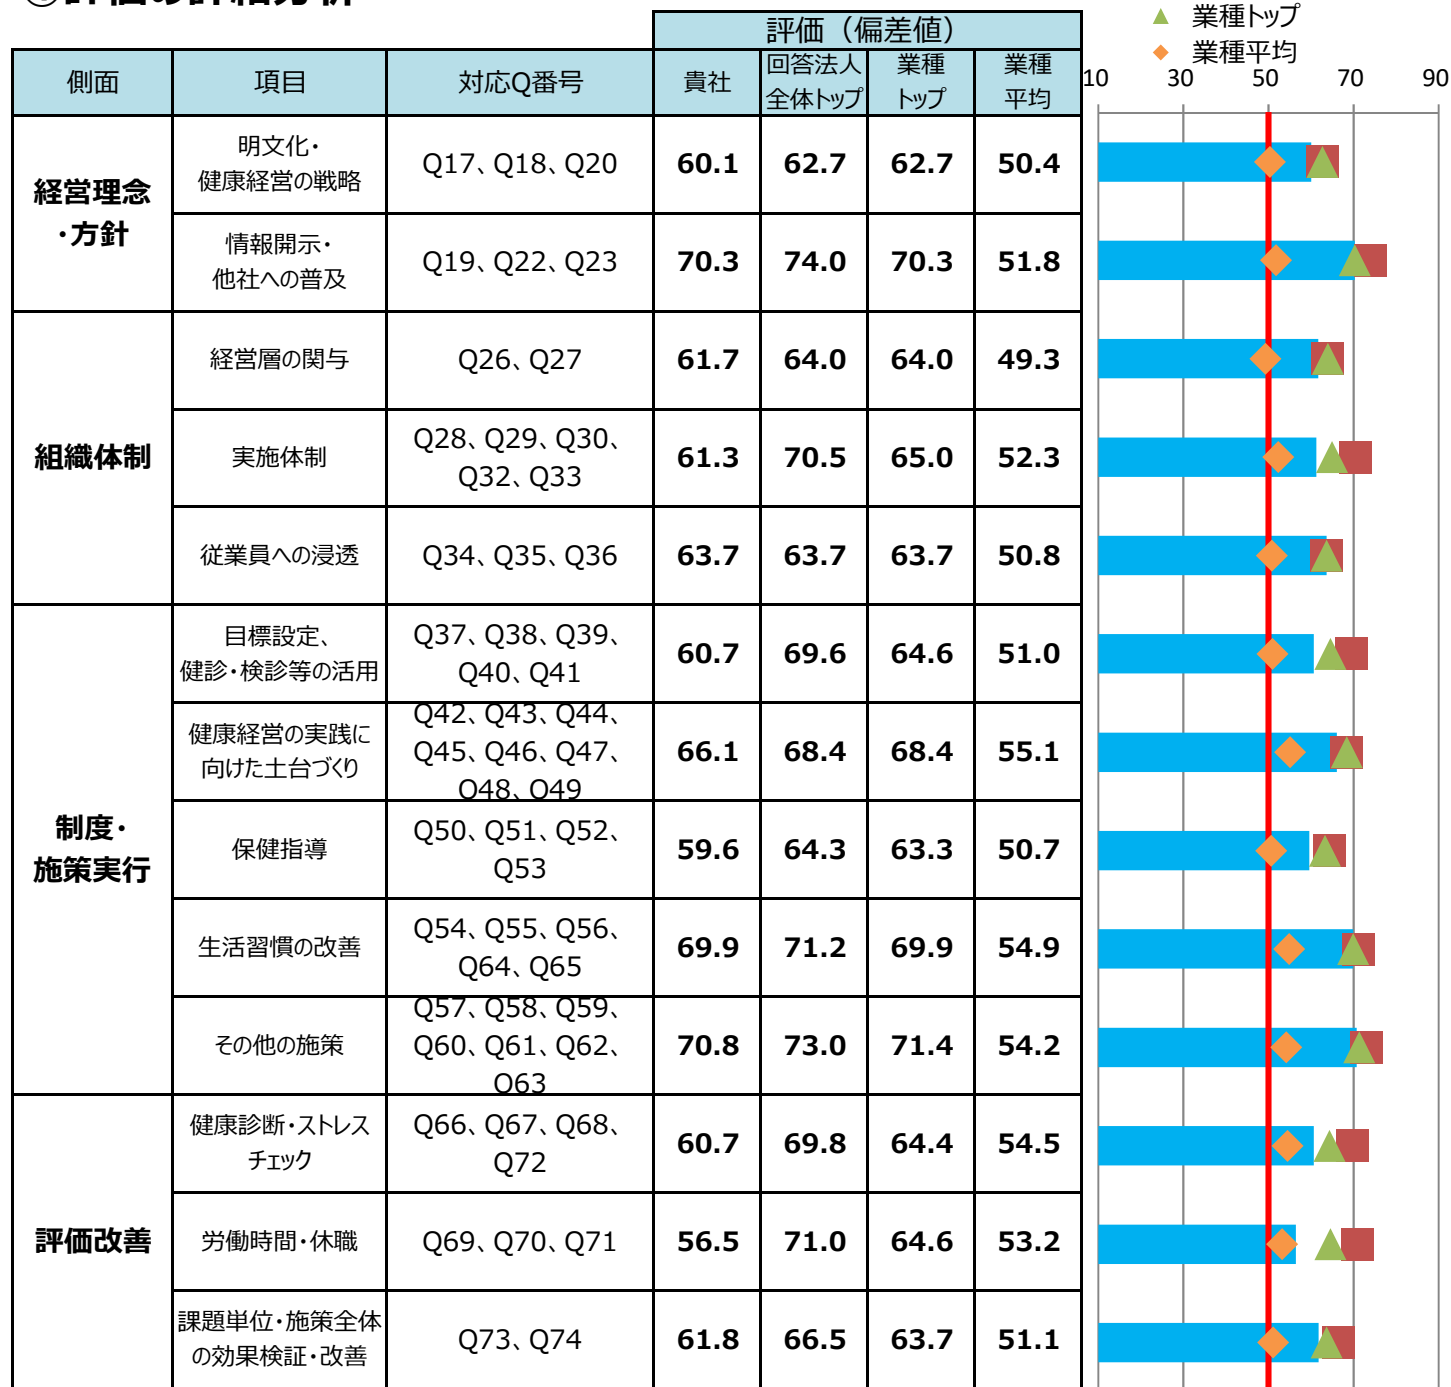 評価（偏差値）
▲ 業種トップ
◆ 業種平均
側面 項目 対応Q番号 貴社 回答法人全体トップ 業種トップ 業種平均
10 30 50 70 90
経営理念・方針
明文化・健康経営の戦略 Q17、Q18、Q20 60.1 62.7 62.7 50.4
情報開示・他社への普及 Q19、Q22、Q23 70.3 74.0 70.3 51.8
組織体制
経営層の関与 Q26、Q27 61.7 64.0 64.0 49.3
実施体制 Q28、Q29、Q30、Q32、Q33 61.3 70.5 65.0 52.3
従業員への浸透 Q34、Q35、Q36 63.7 63.7 63.7 50.8
制度・施策実行
目標設定、健診・検診等の活用 Q37、Q38、Q39、Q40、Q41 60.7 69.6 64.6 51.0
健康経営の実践に向けた土台づくり Q42、Q43、Q44、Q45、Q46、Q47、Q48、Q49 66.1 68.4 68.4 55.1
保健指導 Q50、Q51、Q52、Q53 59.6 64.3 63.3 50.7
生活習慣の改善 Q54、Q55、Q56、Q64、Q65 69.9 71.2 69.9 54.9
その他の施策 Q57、Q58、Q59、Q60、Q61、Q62、Q63 70.8 73.0 71.4 54.2
評価改善
健康診断・ストレスチェック Q66、Q67、Q68、Q72 60.7 69.8 64.4 54.5
労働時間・休職 Q69、Q70、Q71 56.5 71.0 64.6 53.2
課題単位・施策全体の効果検証・改善 Q73、Q74 61.8 66.5 63.7 51.1